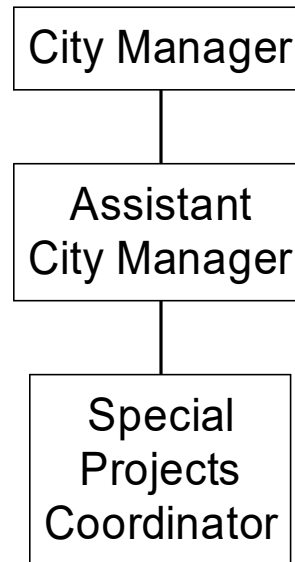 City Manager
Assistant
City Manager
Special
Projects
Coordinator